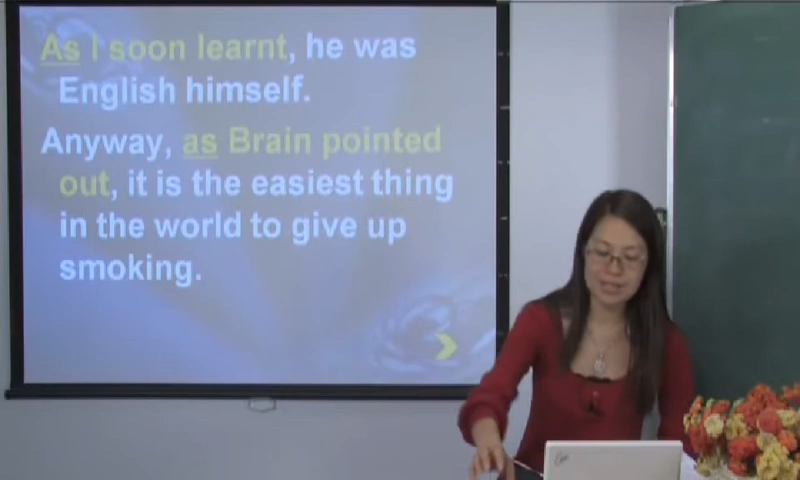 As I soon learnt, he was
English himself.
Anyway, as Brain pointed
out, it is the easiest thing
in the world to give up
smoking.